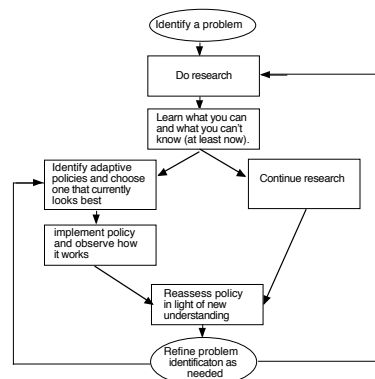 Identify a problem
Do research
Learn what you can
and what you can't
know (at least now).
Identify adaptive
policies and choose
one that currently
looks best
Continue research
implement policy
and observe how
it works
Reassess policy
in light of new
understanding
Refine problem
identificaton as
needed